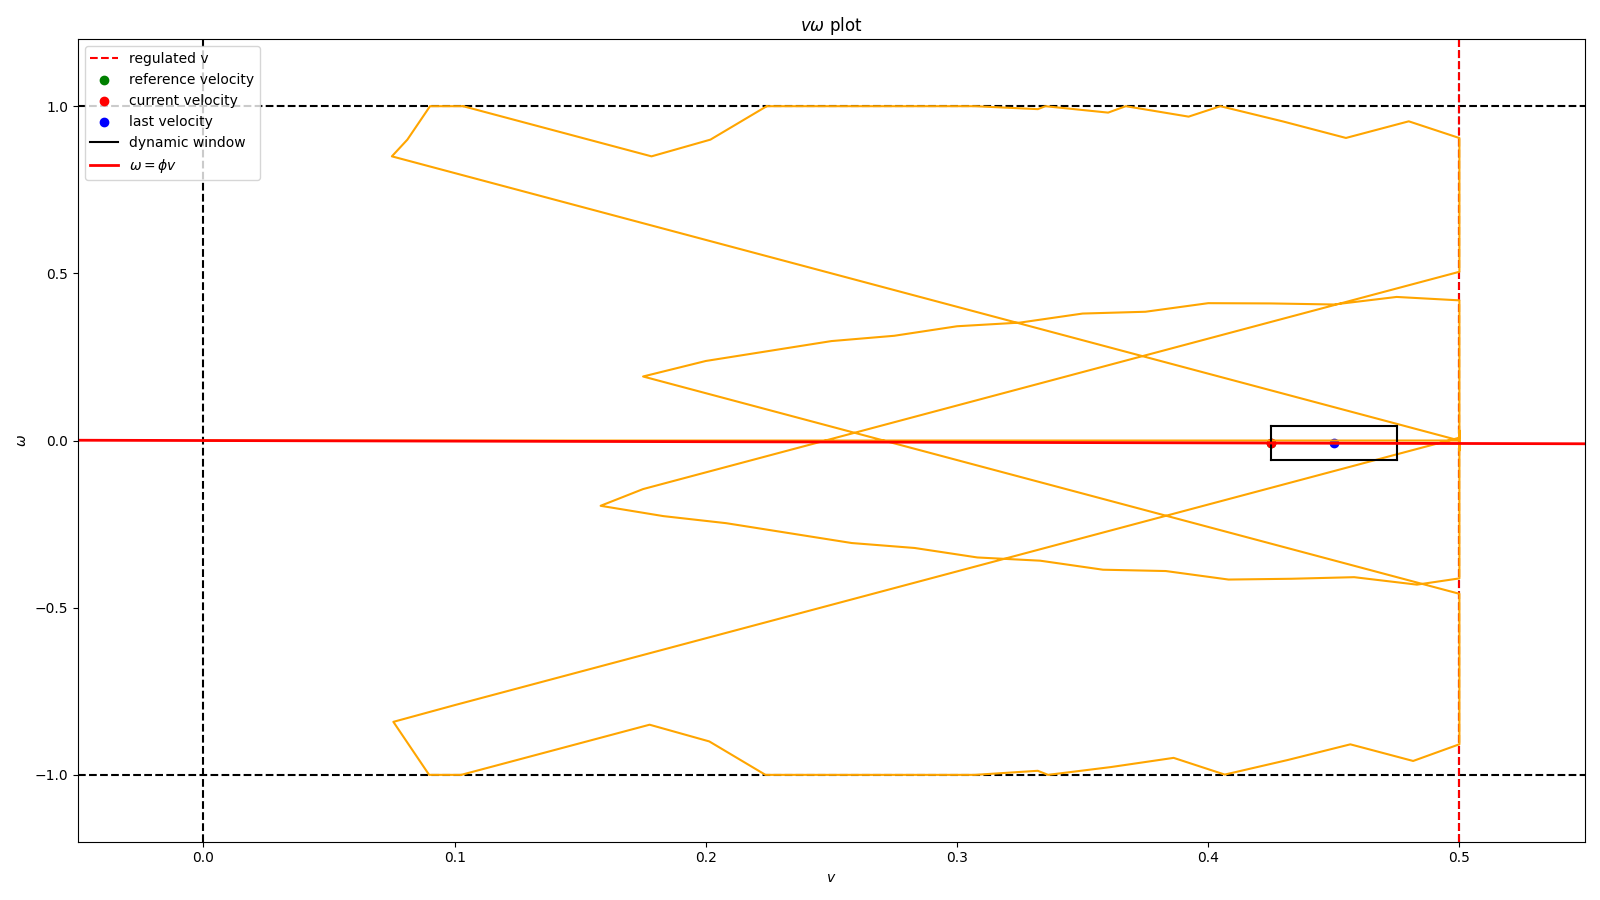 vω plot
regulated v
reference velocity
current velocity
last velocity
dynamic window
ω = ϕv
1.0
0.5
0.0
−0.5
−1.0
ω
0.0 0.1 0.2 0.3 0.4 0.5
v